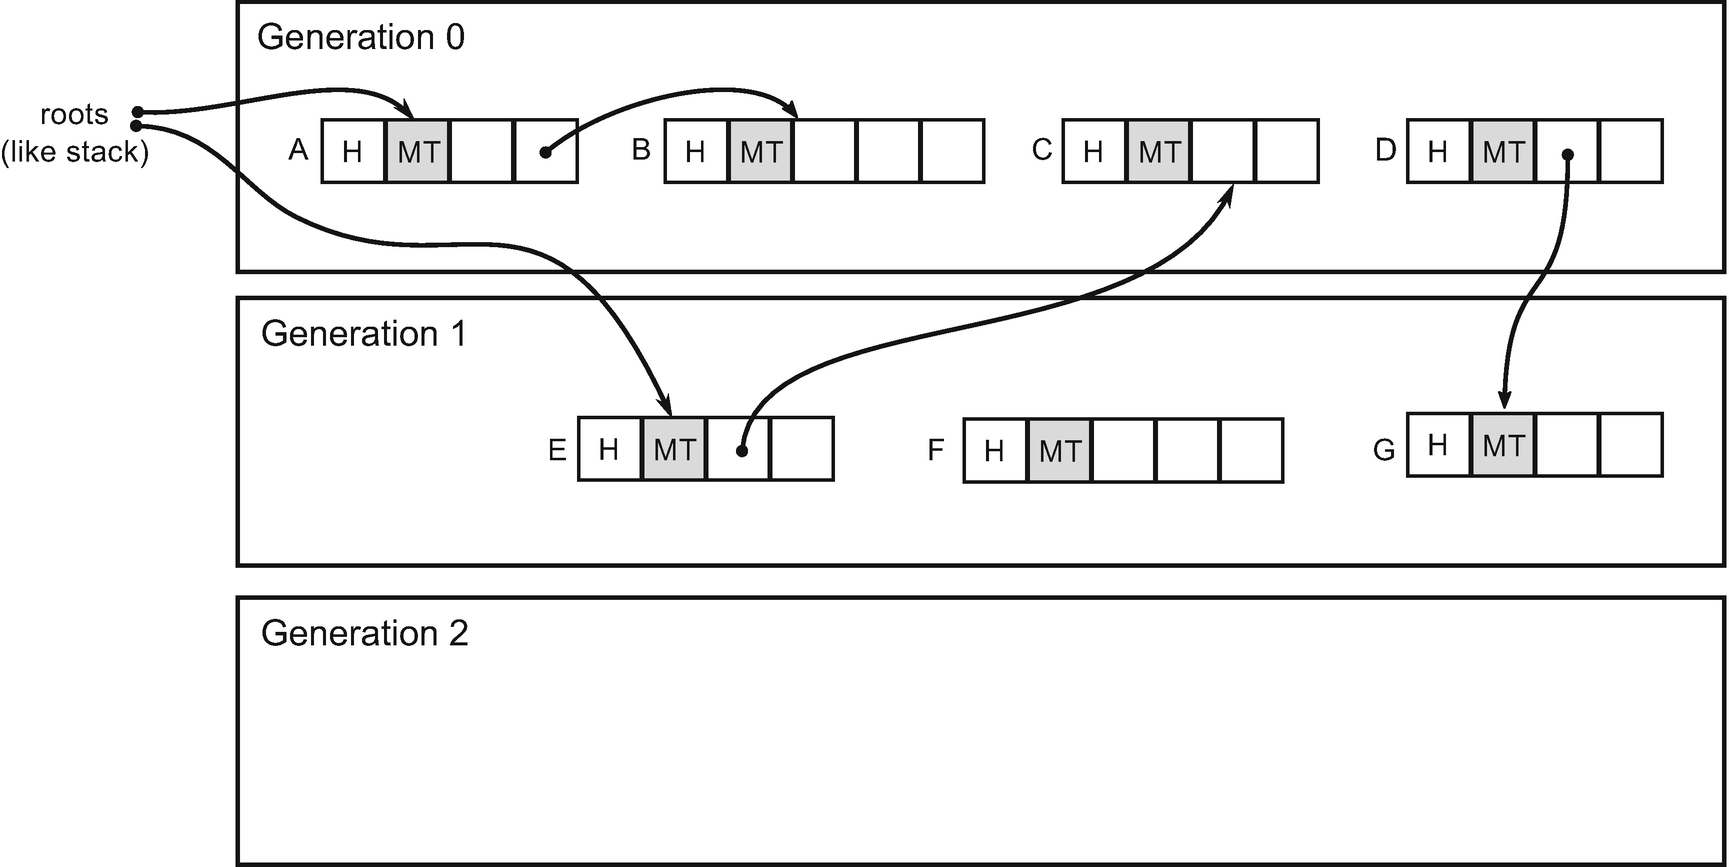 Generation 0
roots
(like stack)
A H MT
B H MT
C H MT
D H MT
Generation 1
E H MT
F H MT
G H MT
Generation 2